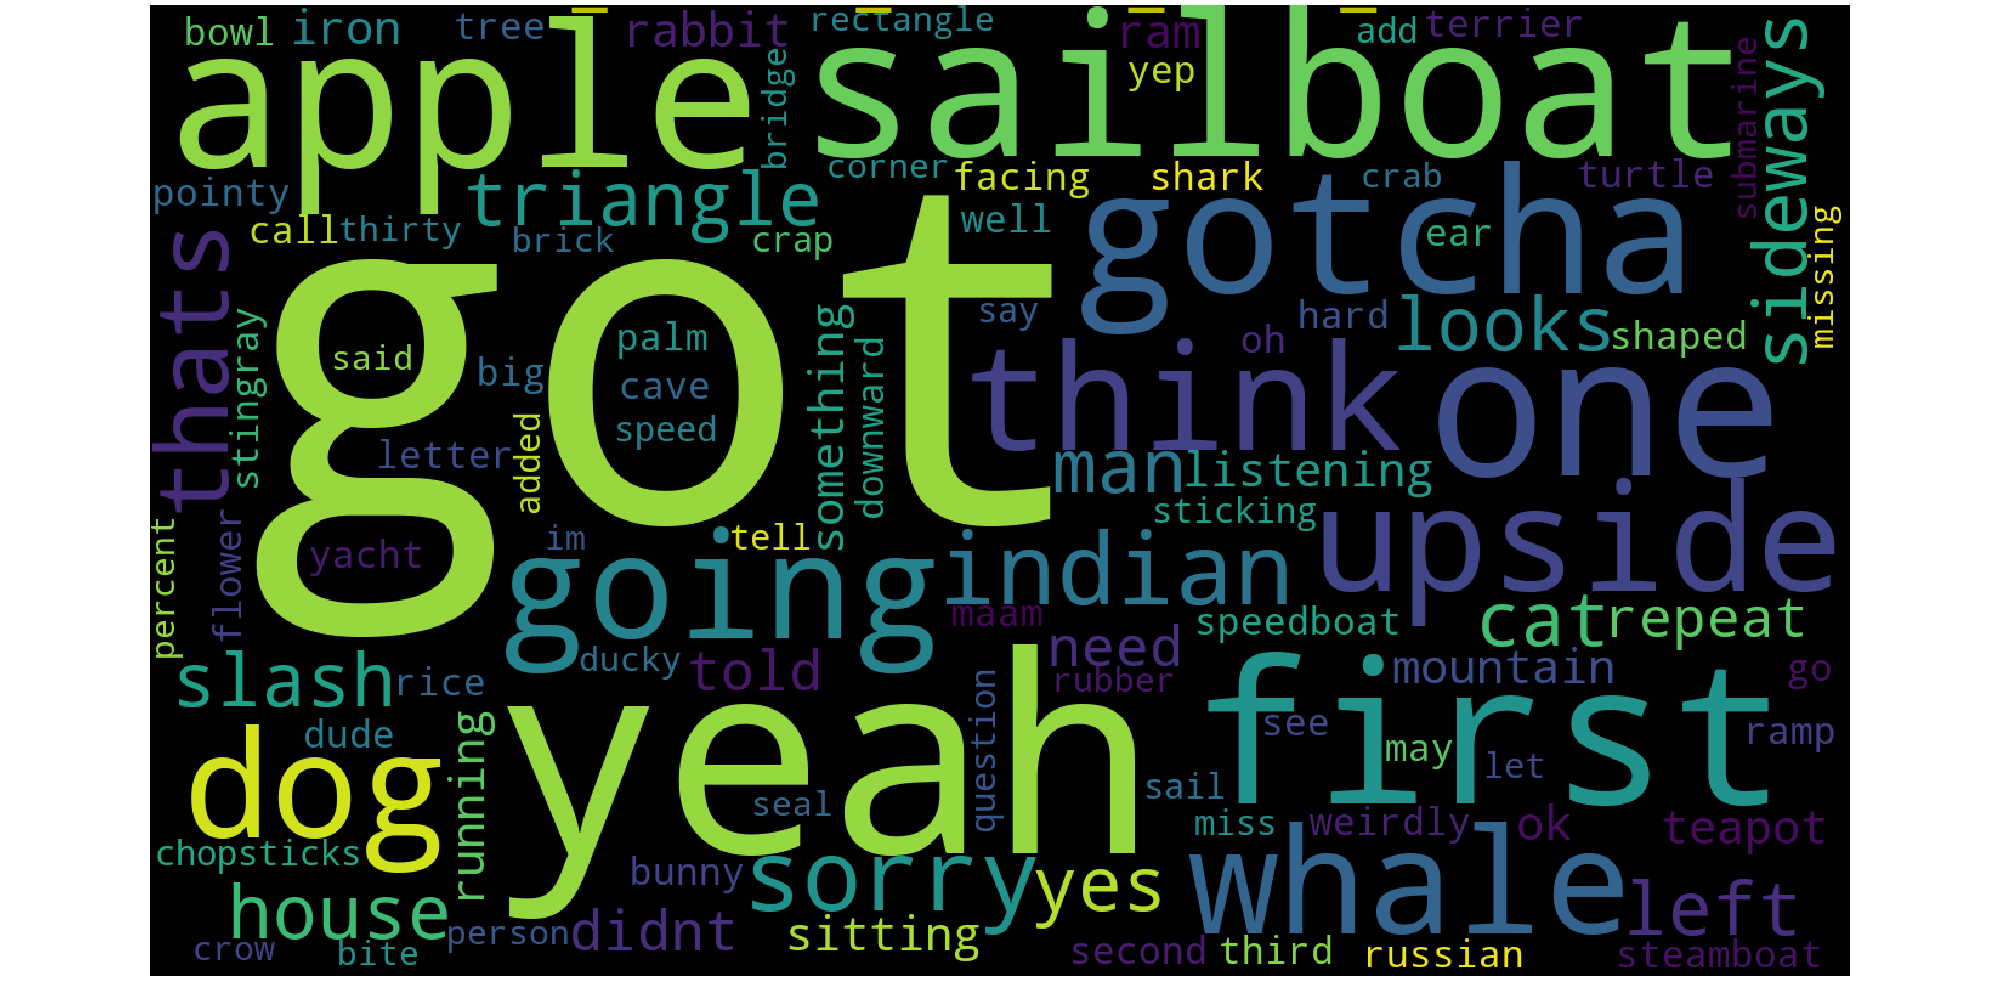 bowl iron tree rabbit rectangle ram add terrier
apple sailboat yep
bridge submarine sideways
pointy triangle corner facing shark crab turtle
call thirty brick crap well gotcha ear missing
thats got
stingray said big palm cave speed something downward say oh hard looks shaped
think one
letter added man listening
sticking
percent flower yacht im tell going indian upside
maam speedboat cat repeat
ducky told need rubber mountain go
slash rice yeah question first see may let ramp
dog dude running seal sail
miss weirdly ok teapot
chopsticks bunny sorry yes whale left
house didnt sitting
crow bite person second third russian steamboat